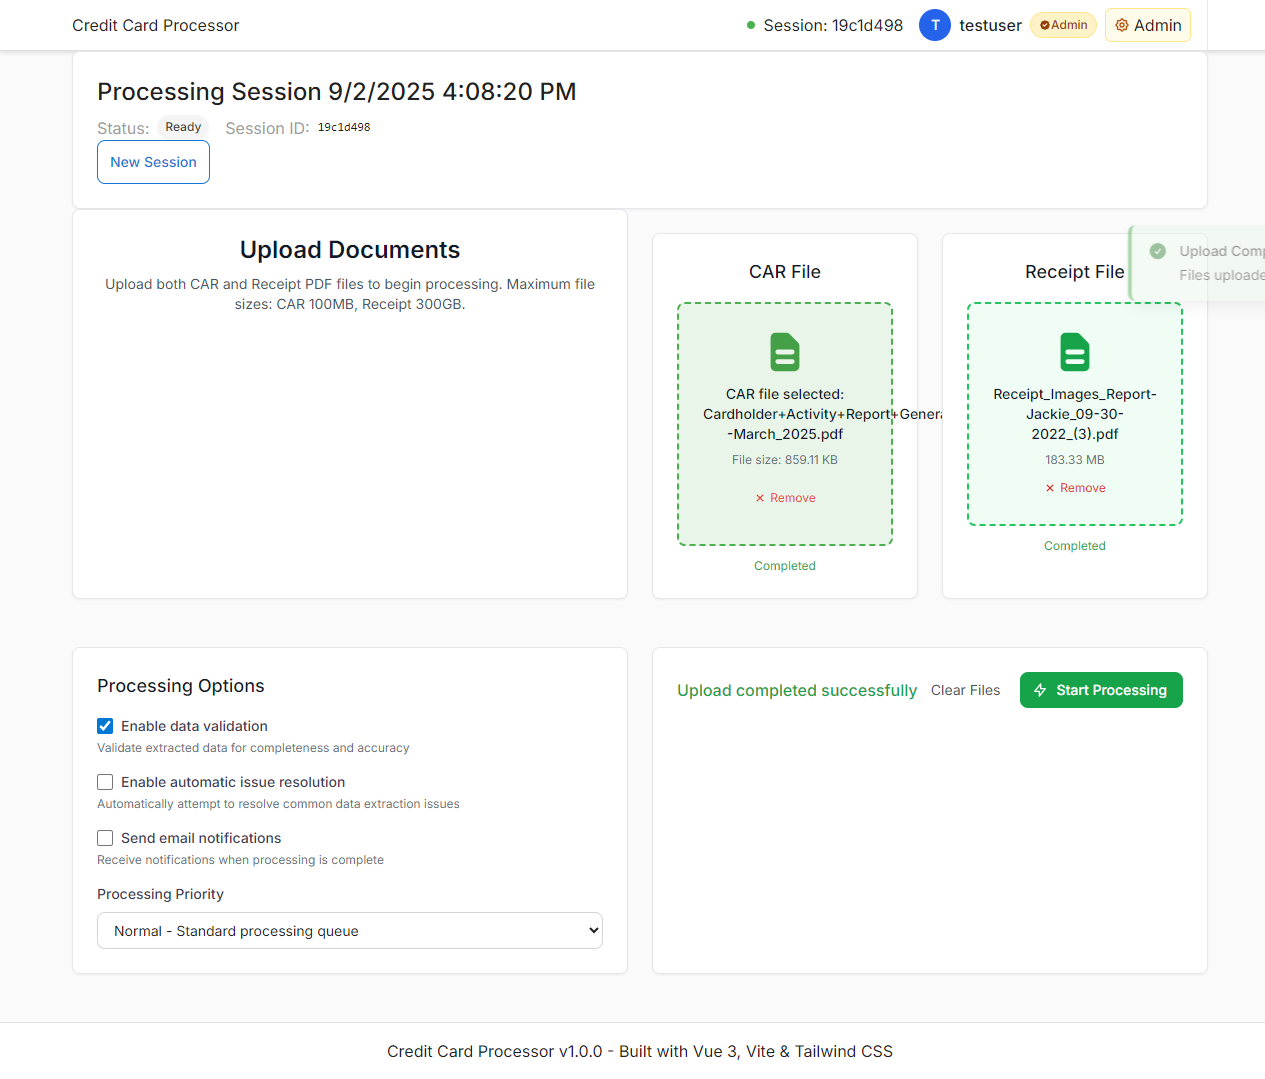 Credit Card Processor
Session: 19c1d498
T
testuser
Admin
Admin
Processing Session 9/2/2025 4:08:20 PM
Status: Ready Session ID: 19c1d498
New Session
Upload Documents
Upload both CAR and Receipt PDF files to begin processing. Maximum file
sizes: CAR 100MB, Receipt 300GB.
CAR File
CAR file selected:
Cardholder+Activity+Report+Genera
-March_2025.pdf
File size: 859.11 KB
× Remove
Completed
Receipt File
Receipt_Images_Report-
Jackie_09-30-
2022_(3).pdf
183.33 MB
× Remove
Completed
Upload Comp
Files uploade
Processing Options
Enable data validation
Validate extracted data for completeness and accuracy
Enable automatic issue resolution
Automatically attempt to resolve common data extraction issues
Send email notifications
Receive notifications when processing is complete
Processing Priority
Normal - Standard processing queue
Upload completed successfully
Clear Files
Start Processing
Credit Card Processor v1.0.0 - Built with Vue 3, Vite & Tailwind CSS